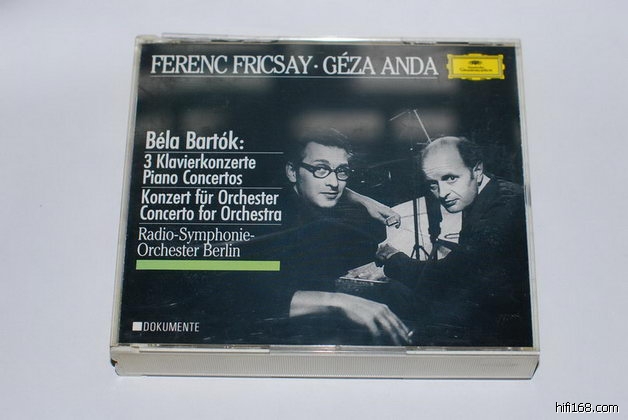 FERENC FRICSAY · GÉZA ANDA
Béla Bartók:
3 Klavierkonzerte
Piano Concertos
Konzert für Orchester
Concerto for Orchestra
Radio-Symphonie-
Orchester Berlin
DOKUMENTE
hifi168.com